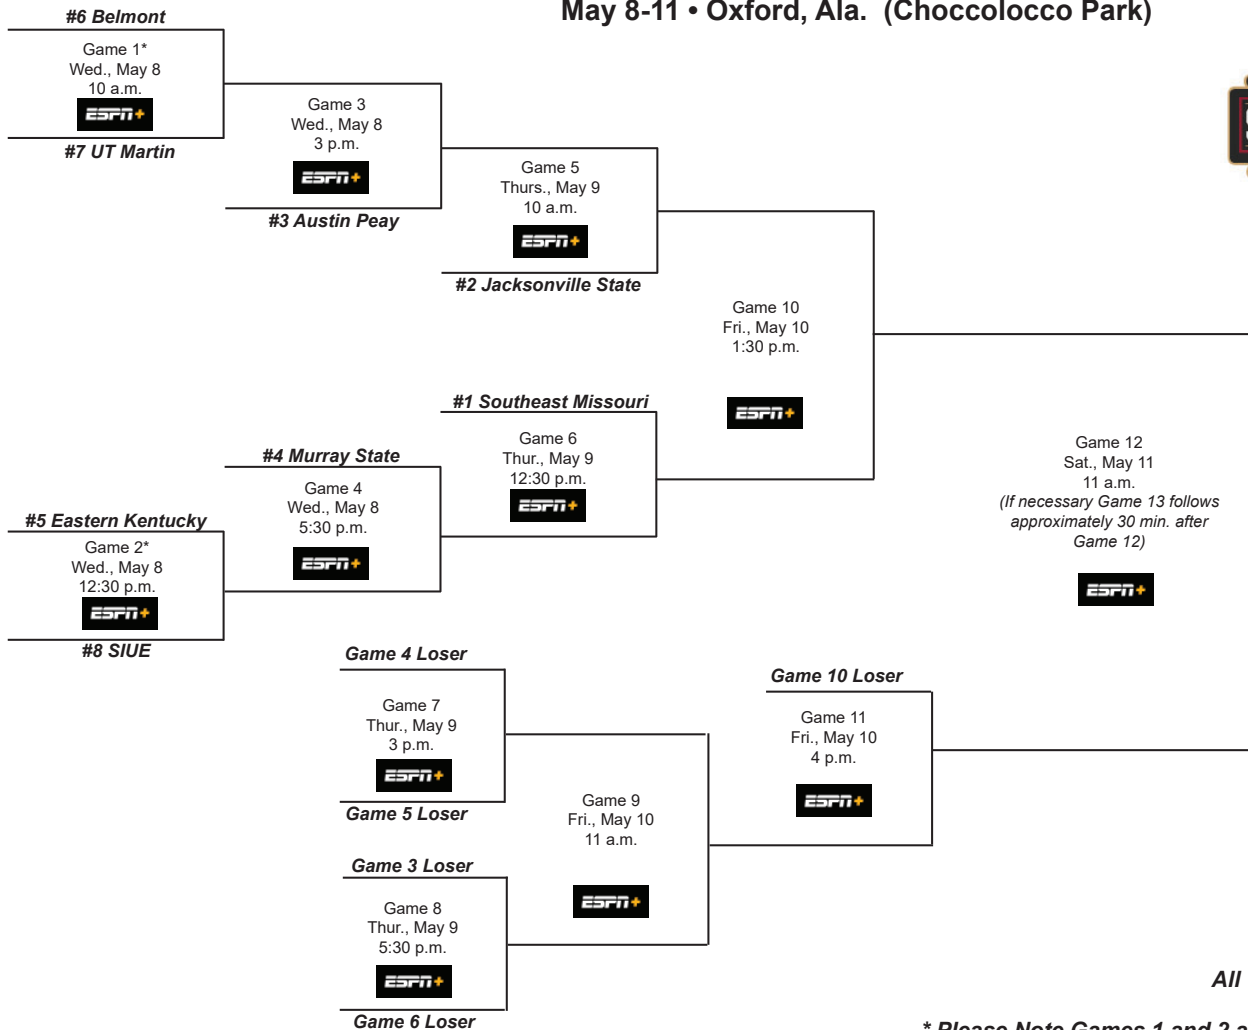 May 8-11 • Oxford, Ala.  (Choccolocco Park)
#6 Belmont
Game 1*
Wed., May 8
10 a.m.
ESPN+
#7 UT Martin
Game 3
Wed., May 8
3 p.m.
ESPN+
#3 Austin Peay
Game 5
Thurs., May 9
10 a.m.
ESPN+
#2 Jacksonville State
Game 10
Fri., May 10
1:30 p.m.
ESPN+
#1 Southeast Missouri
Game 6
Thur., May 9
12:30 p.m.
ESPN+
#4 Murray State
Game 4
Wed., May 8
5:30 p.m.
ESPN+
#5 Eastern Kentucky
Game 2*
Wed., May 8
12:30 p.m.
ESPN+
#8 SIUE
Game 12
Sat., May 11
11 a.m.
(If necessary Game 13 follows
approximately 30 min. after
Game 12)
ESPN+
Game 4 Loser
Game 7
Thur., May 9
3 p.m.
ESPN+
Game 5 Loser
Game 3 Loser
Game 8
Thur., May 9
5:30 p.m.
ESPN+
Game 6 Loser
Game 9
Fri., May 10
11 a.m.
ESPN+
Game 10 Loser
Game 11
Fri., May 10
4 p.m.
ESPN+
All
* Please Note Games 1 and 2 a